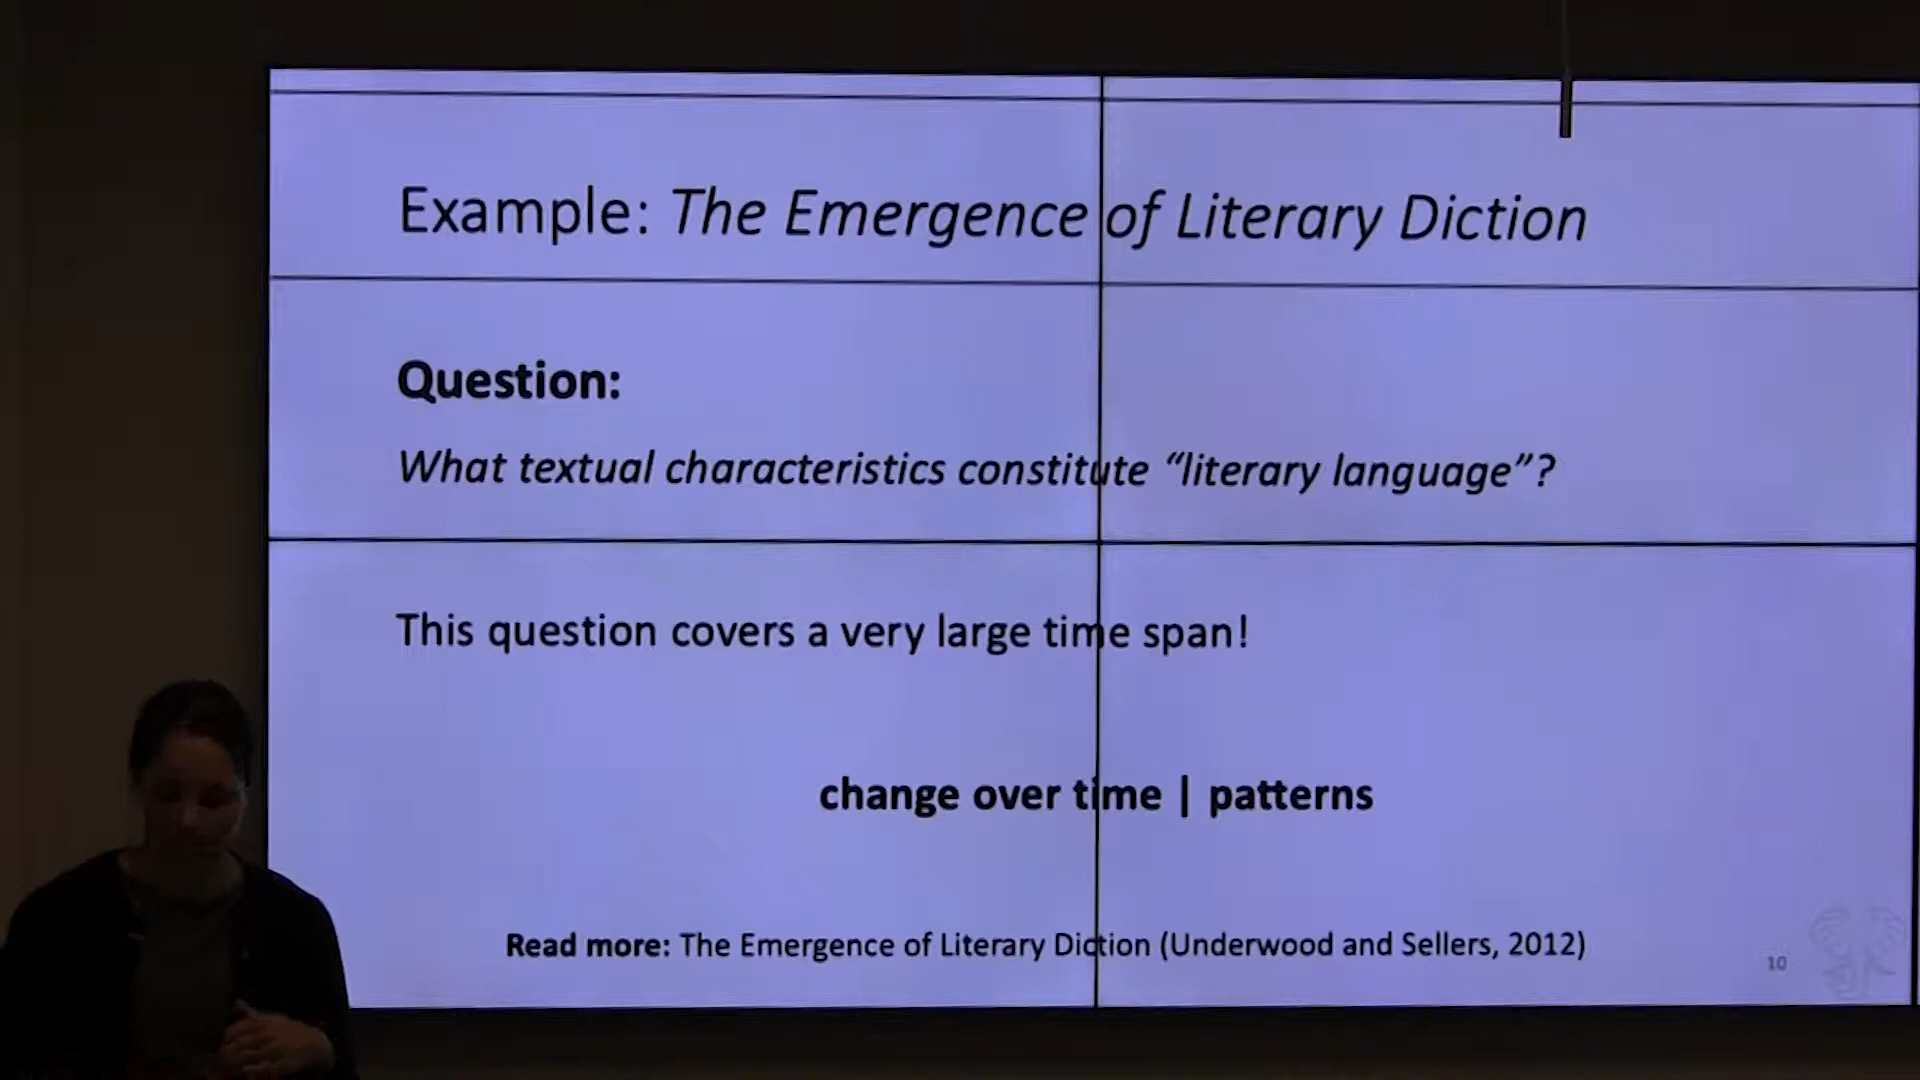 Example: The Emergence of Literary Diction
Question:
What textual characteristics constitute “literary language”?
This question covers a very large time span!
change over time | patterns
Read more: The Emergence of Literary Diction (Underwood and Sellers, 2012)
10